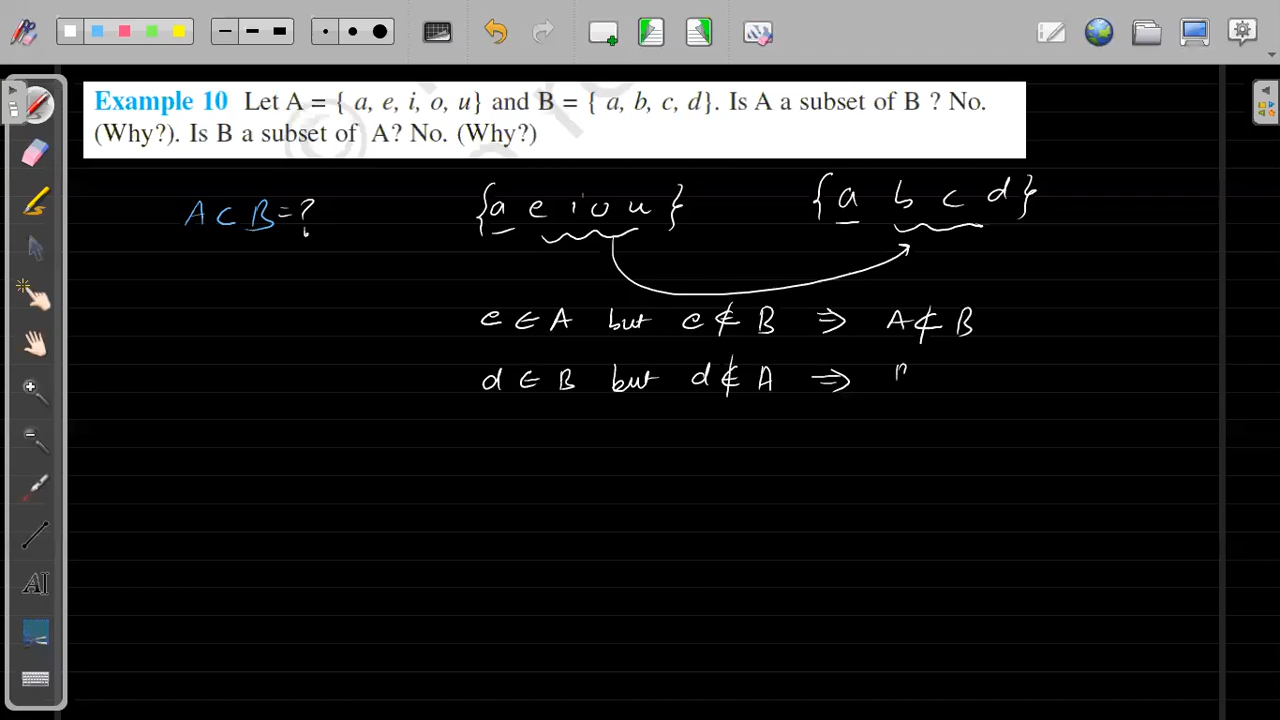 Example 10 Let A = { a, e, i, o, u} and B = { a, b, c, d}. Is A a subset of B ? No.
(Why?). Is B a subset of A? No. (Why?)
A ⊂ B = ?
{a e i o u}
{a b c d}
e ∈ A but e ∉ B ⇒ A ⊄ B
d ∈ B but d ∉ A ⇒